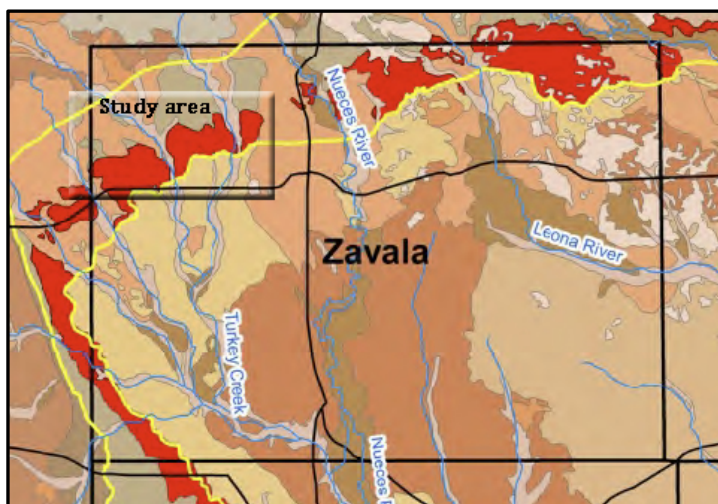 Study area
Nueces River
Zavala
Leona River
Turkey Creek
Nueces